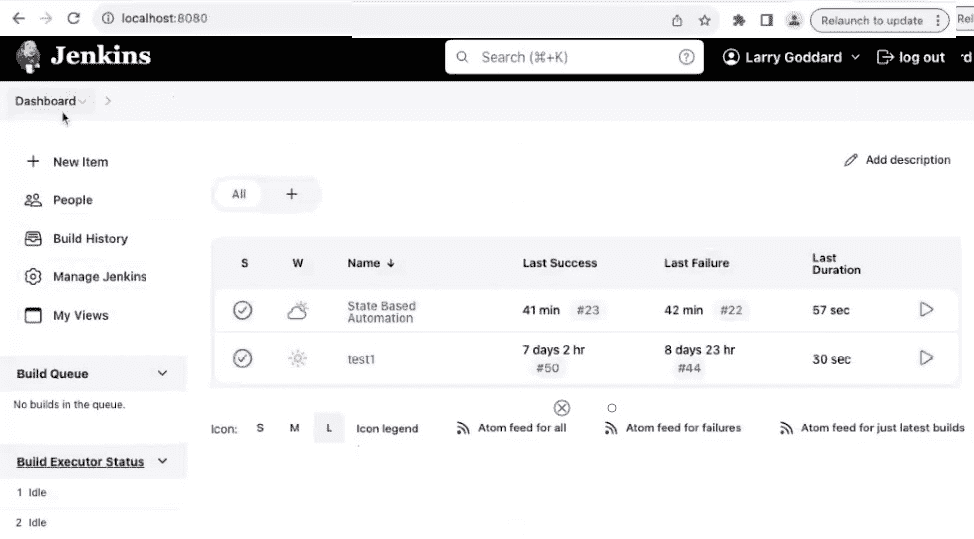 localhost:8080
Relaunch to update
Rel
Jenkins
Search (⌘+K)
Larry Goddard
log out
rd
Dashboard
New Item
Add description
People
All +
Build History
Manage Jenkins
My Views
S W Name ↓ Last Success Last Failure Last
Duration
State Based
Automation
41 min #23 42 min #22 57 sec
test1
7 days 2 hr
#50
8 days 23 hr
#44
30 sec
Build Queue
No builds in the queue.
Icon: S M L Icon legend Atom feed for all Atom feed for failures Atom feed for just latest builds
Build Executor Status
1 Idle
2 Idle